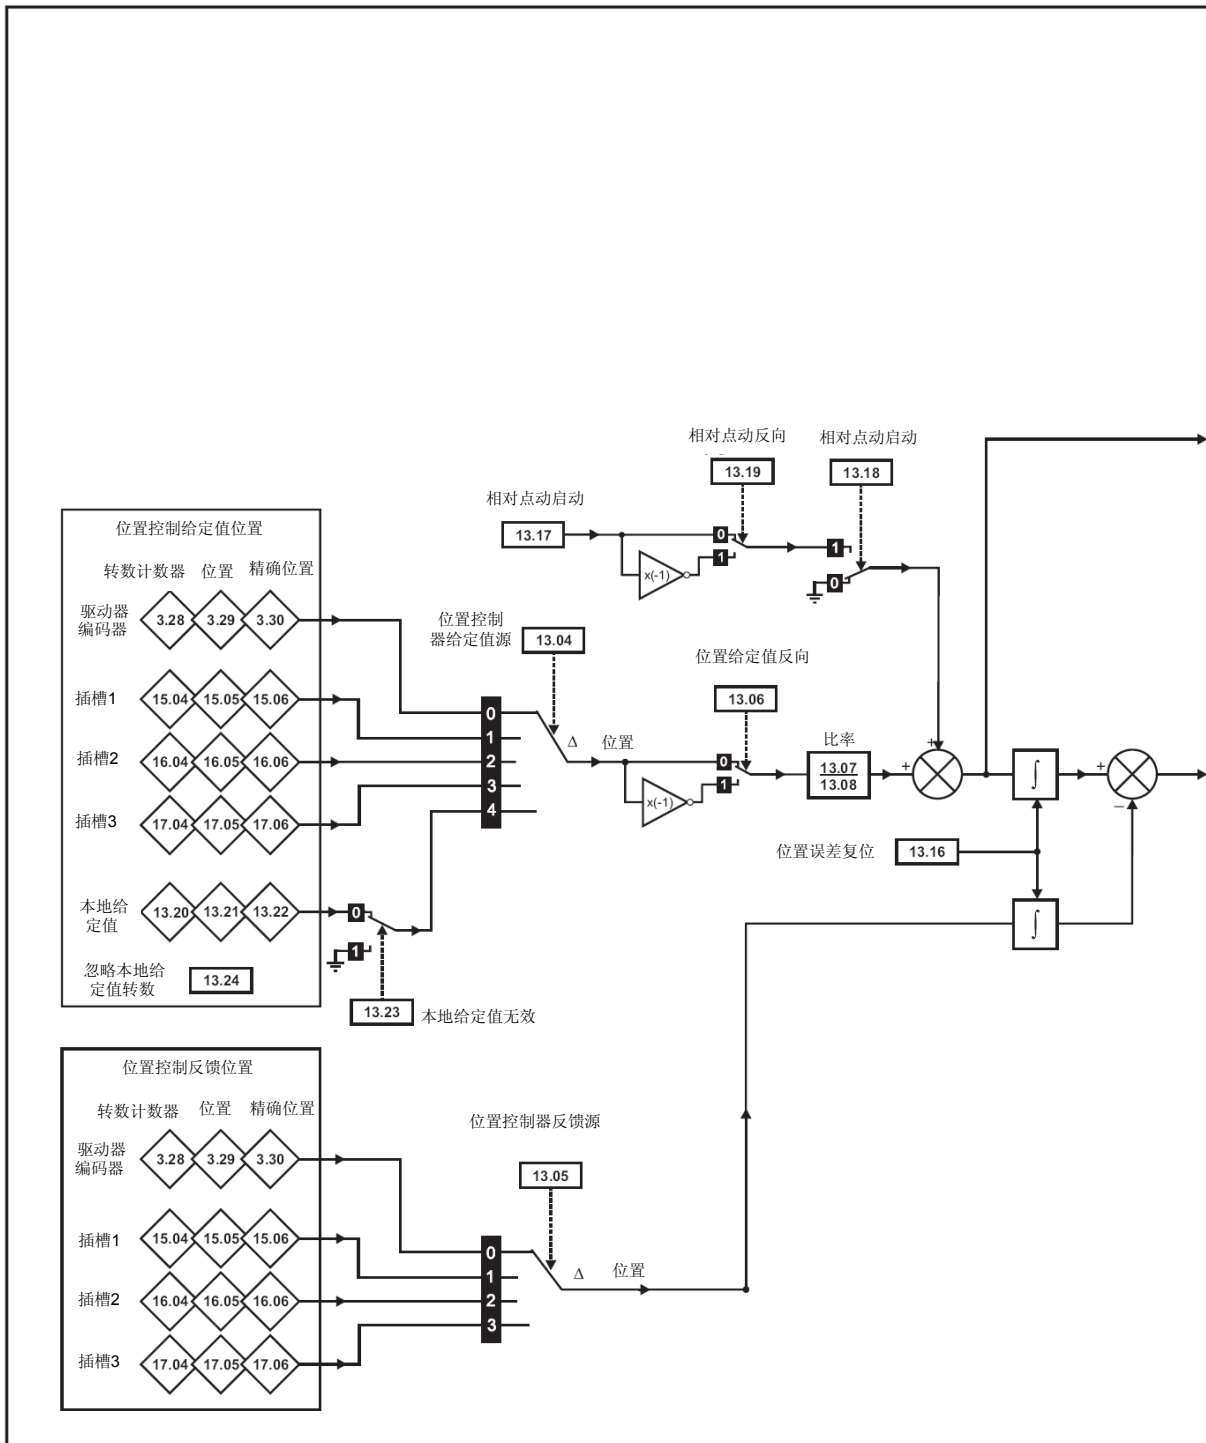 相对点动反向
相对点动启动
13.19
13.18
相对点动启动
13.17
0
1
x(-1)
1
0
位置控制给定值位置
转数计数器 位置 精确位置
驱动器
编码器
3.28 3.29 3.30
插槽1
15.04 15.05 15.06
插槽2
16.04 16.05 16.06
插槽3
17.04 17.05 17.06
本地给
定值
13.20 13.21 13.22
忽略本地给
定值转数
13.24
0
1
13.23
本地给定值无效
位置控制
器给定值源
13.04
0
1
2
3
4
Δ 位置
位置给定值反向
13.06
0
1
x(-1)
比率
13.07
13.08
+
+
∫
+
−
位置误差复位
13.16
∫
位置控制反馈位置
转数计数器 位置 精确位置
驱动器
编码器
3.28 3.29 3.30
插槽1
15.04 15.05 15.06
插槽2
16.04 16.05 16.06
插槽3
17.04 17.05 17.06
位置控制器反馈源
13.05
0
1
2
3
Δ 位置